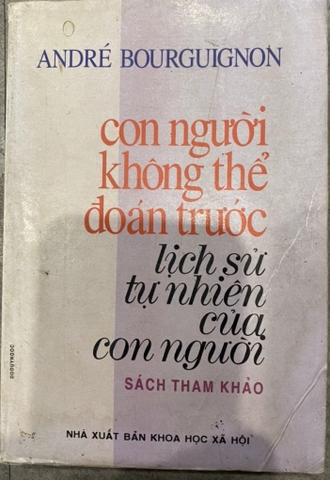 ANDRÉ BOURGUIGNON
con người
không thể
đoán trước
lịch sử
tự nhiên
của
con người
SÁCH THAM KHẢO
NHÀ XUẤT BẢN KHOA HỌC XÃ HỘI